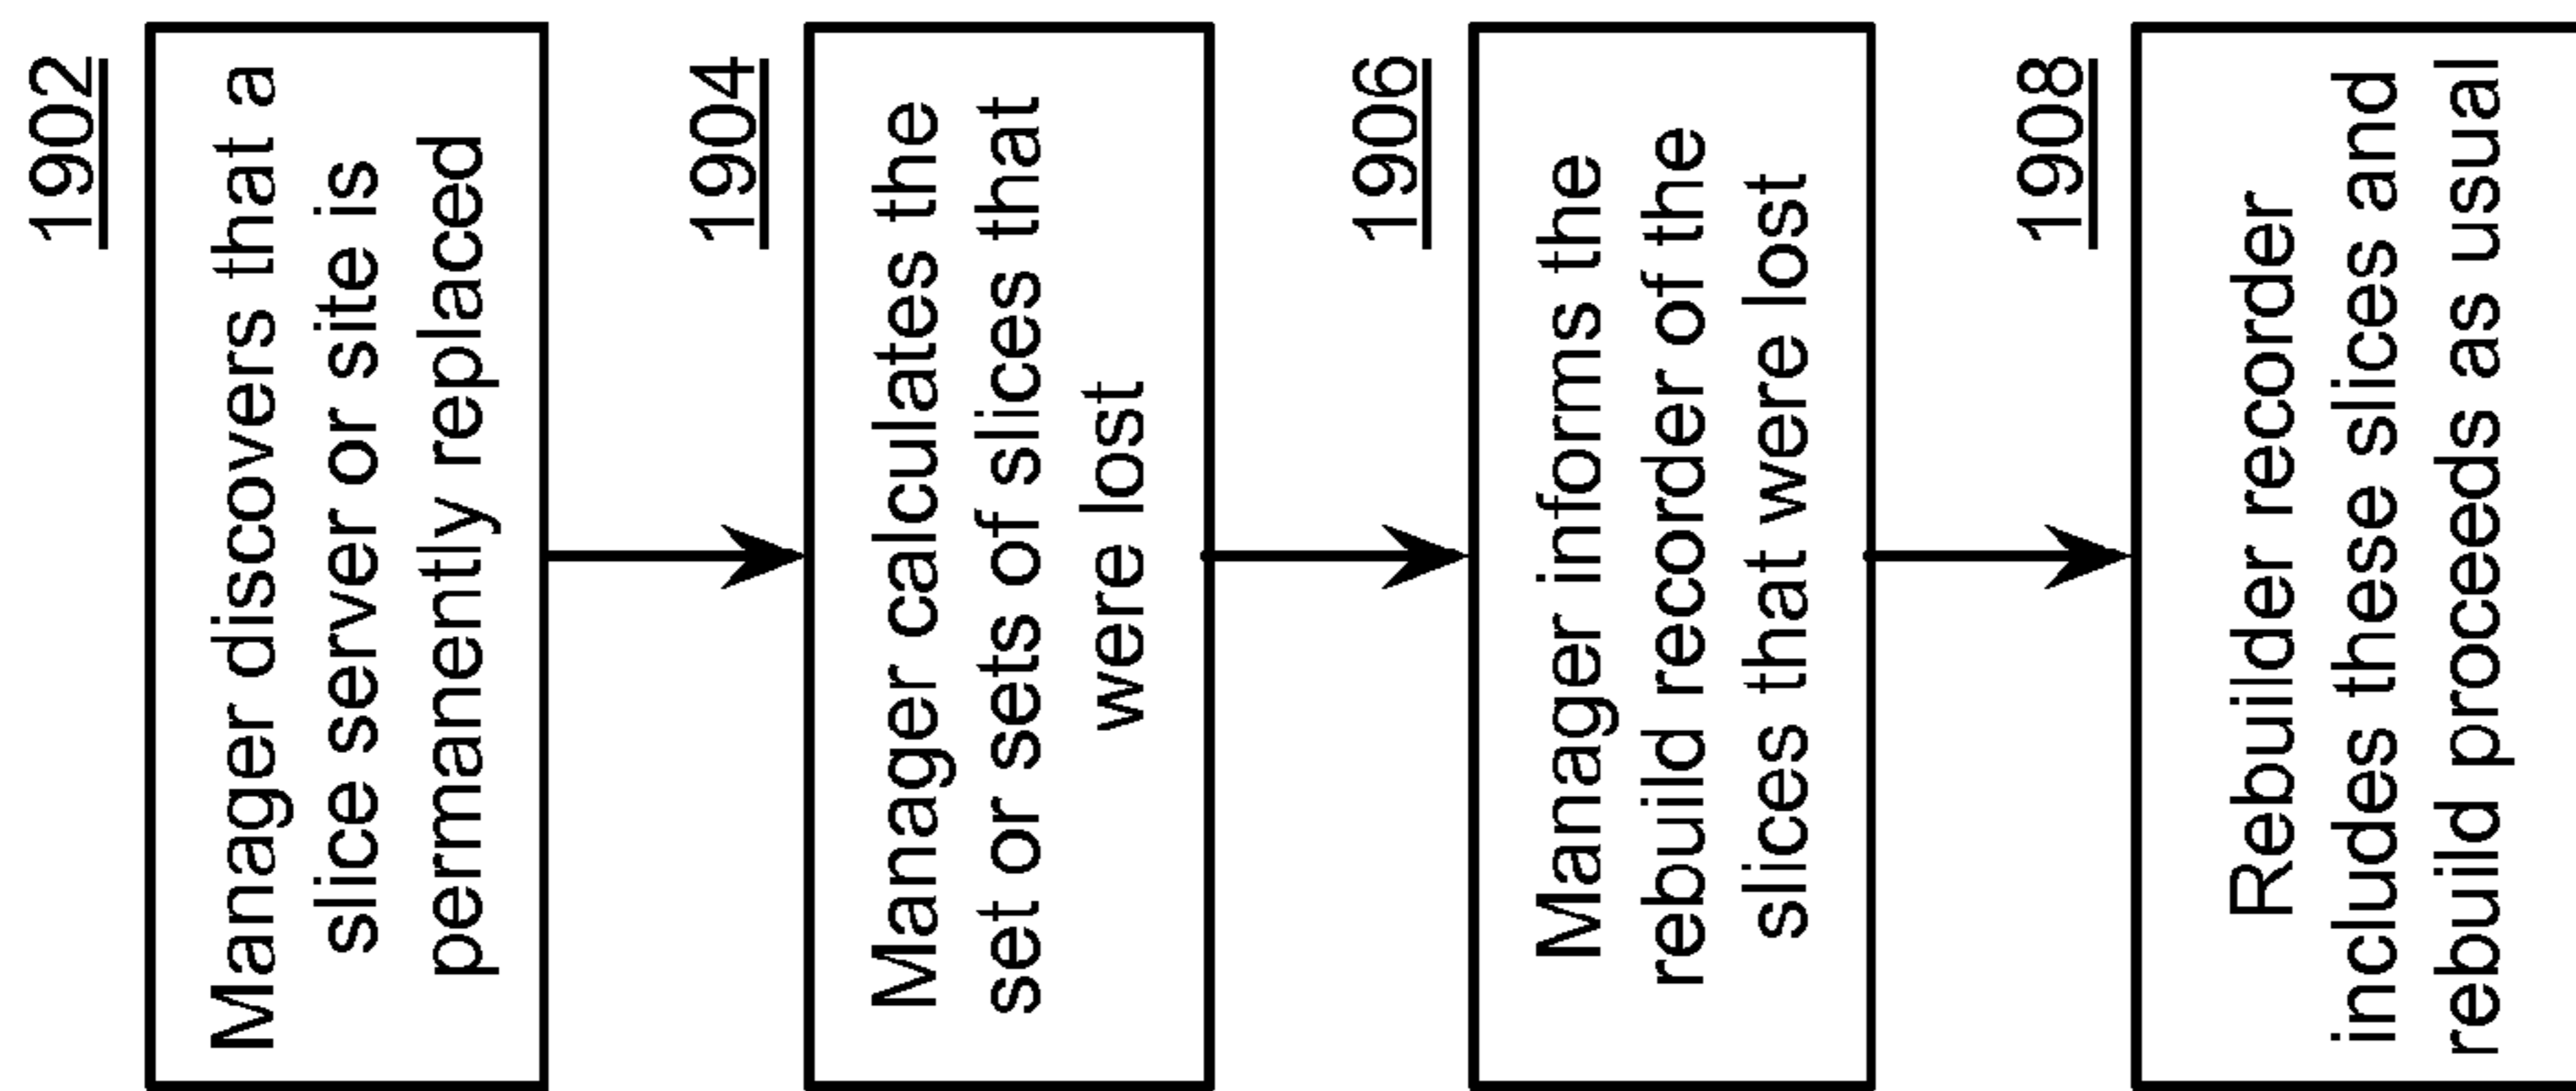 1902
Manager discovers that a
slice server or site is
permanently replaced
1904
Manager calculates the
set or sets of slices that
were lost
1906
Manager informs the
rebuild recorder of the
slices that were lost
1908
Rebuilder recorder
includes these slices and
rebuild proceeds as usual